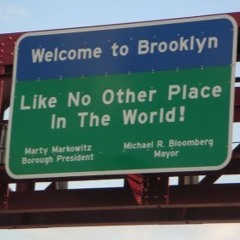 Welcome to Brooklyn
Like No Other Place
In The World!
Marty Markowitz
Borough President
Michael R. Bloomberg
Mayor